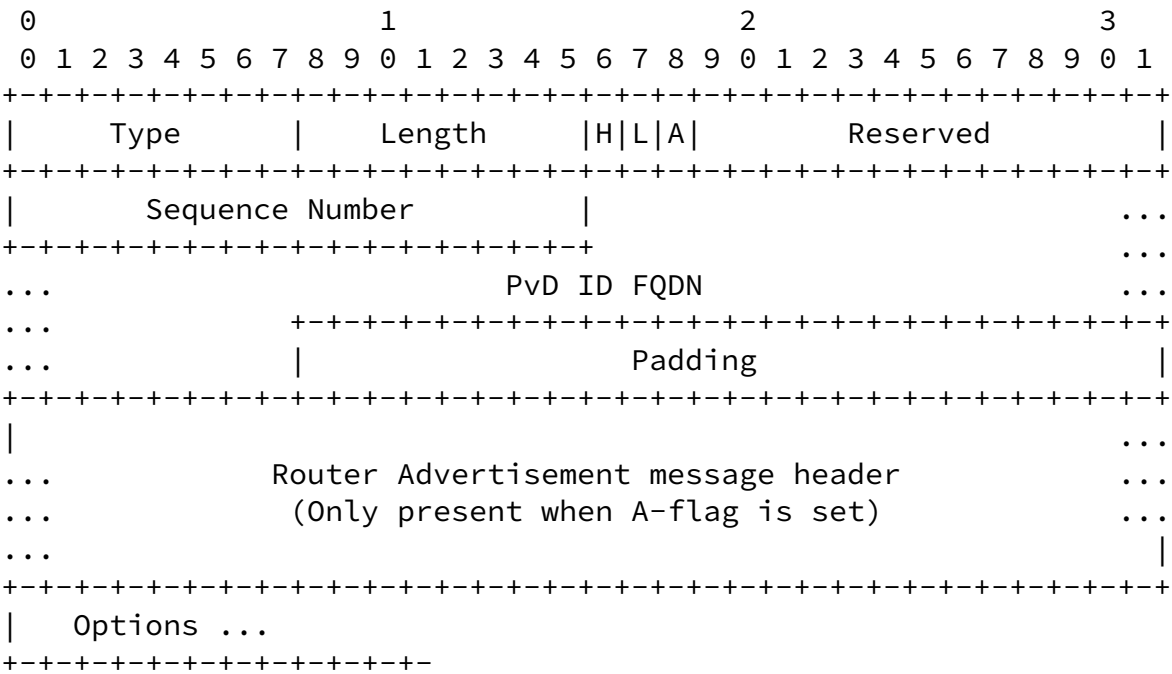 0                   1                   2                   3
 0 1 2 3 4 5 6 7 8 9 0 1 2 3 4 5 6 7 8 9 0 1 2 3 4 5 6 7 8 9 0 1
+-+-+-+-+-+-+-+-+-+-+-+-+-+-+-+-+-+-+-+-+-+-+-+-+-+-+-+-+-+-+-+-+
|     Type      |    Length     |H|L|A|        Reserved         |
+-+-+-+-+-+-+-+-+-+-+-+-+-+-+-+-+-+-+-+-+-+-+-+-+-+-+-+-+-+-+-+-+
|       Sequence Number         |                             ...
+-+-+-+-+-+-+-+-+-+-+-+-+-+-+-+-+                             ...
...                         PvD ID FQDN                       ...
...             +-+-+-+-+-+-+-+-+-+-+-+-+-+-+-+-+-+-+-+-+-+-+-+-+
...             |                  Padding                      |
+-+-+-+-+-+-+-+-+-+-+-+-+-+-+-+-+-+-+-+-+-+-+-+-+-+-+-+-+-+-+-+-+
|                                                             ...
...            Router Advertisement message header            ...
...             (Only present when A-flag is set)             ...
...                                                             |
+-+-+-+-+-+-+-+-+-+-+-+-+-+-+-+-+-+-+-+-+-+-+-+-+-+-+-+-+-+-+-+-+
|   Options ...
+-+-+-+-+-+-+-+-+-+-+-+-